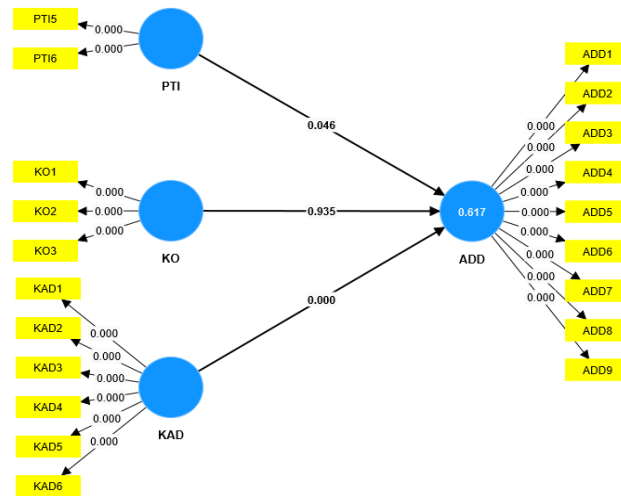 PTI5
0.000
PTI6
0.000
PTI
0.046
KO1
0.000
KO2
0.000
KO3
0.000
KO
0.935
KAD1
0.000
KAD2
0.000
KAD3
0.000
KAD4
0.000
KAD5
0.000
KAD6
0.000
KAD
0.000
0.617
ADD
ADD1
0.000
ADD2
0.000
ADD3
0.000
ADD4
0.000
ADD5
0.000
ADD6
0.000
ADD7
0.000
ADD8
0.000
ADD9
0.000